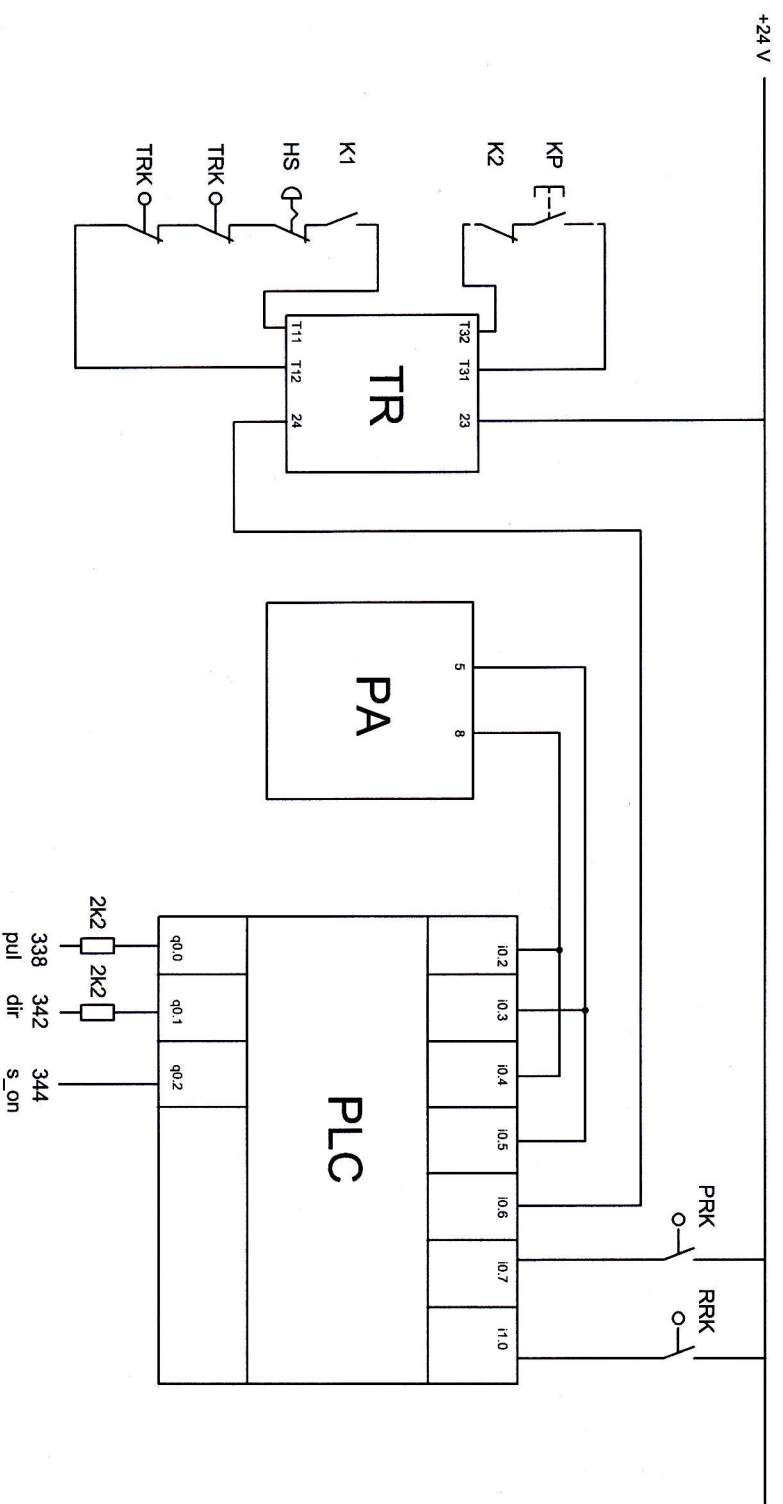 +24 V
KP
K2
K1
HS
TRK
TRK
T32
T31
23
TR
T11
T12
24
5
8
PA
i0.2
i0.3
i0.4
i0.5
i0.6
i0.7
i1.0
PLC
q0.0
q0.1
q0.2
2k2
2k2
338
342
344
pul
dir
s_on
PRK
RRK